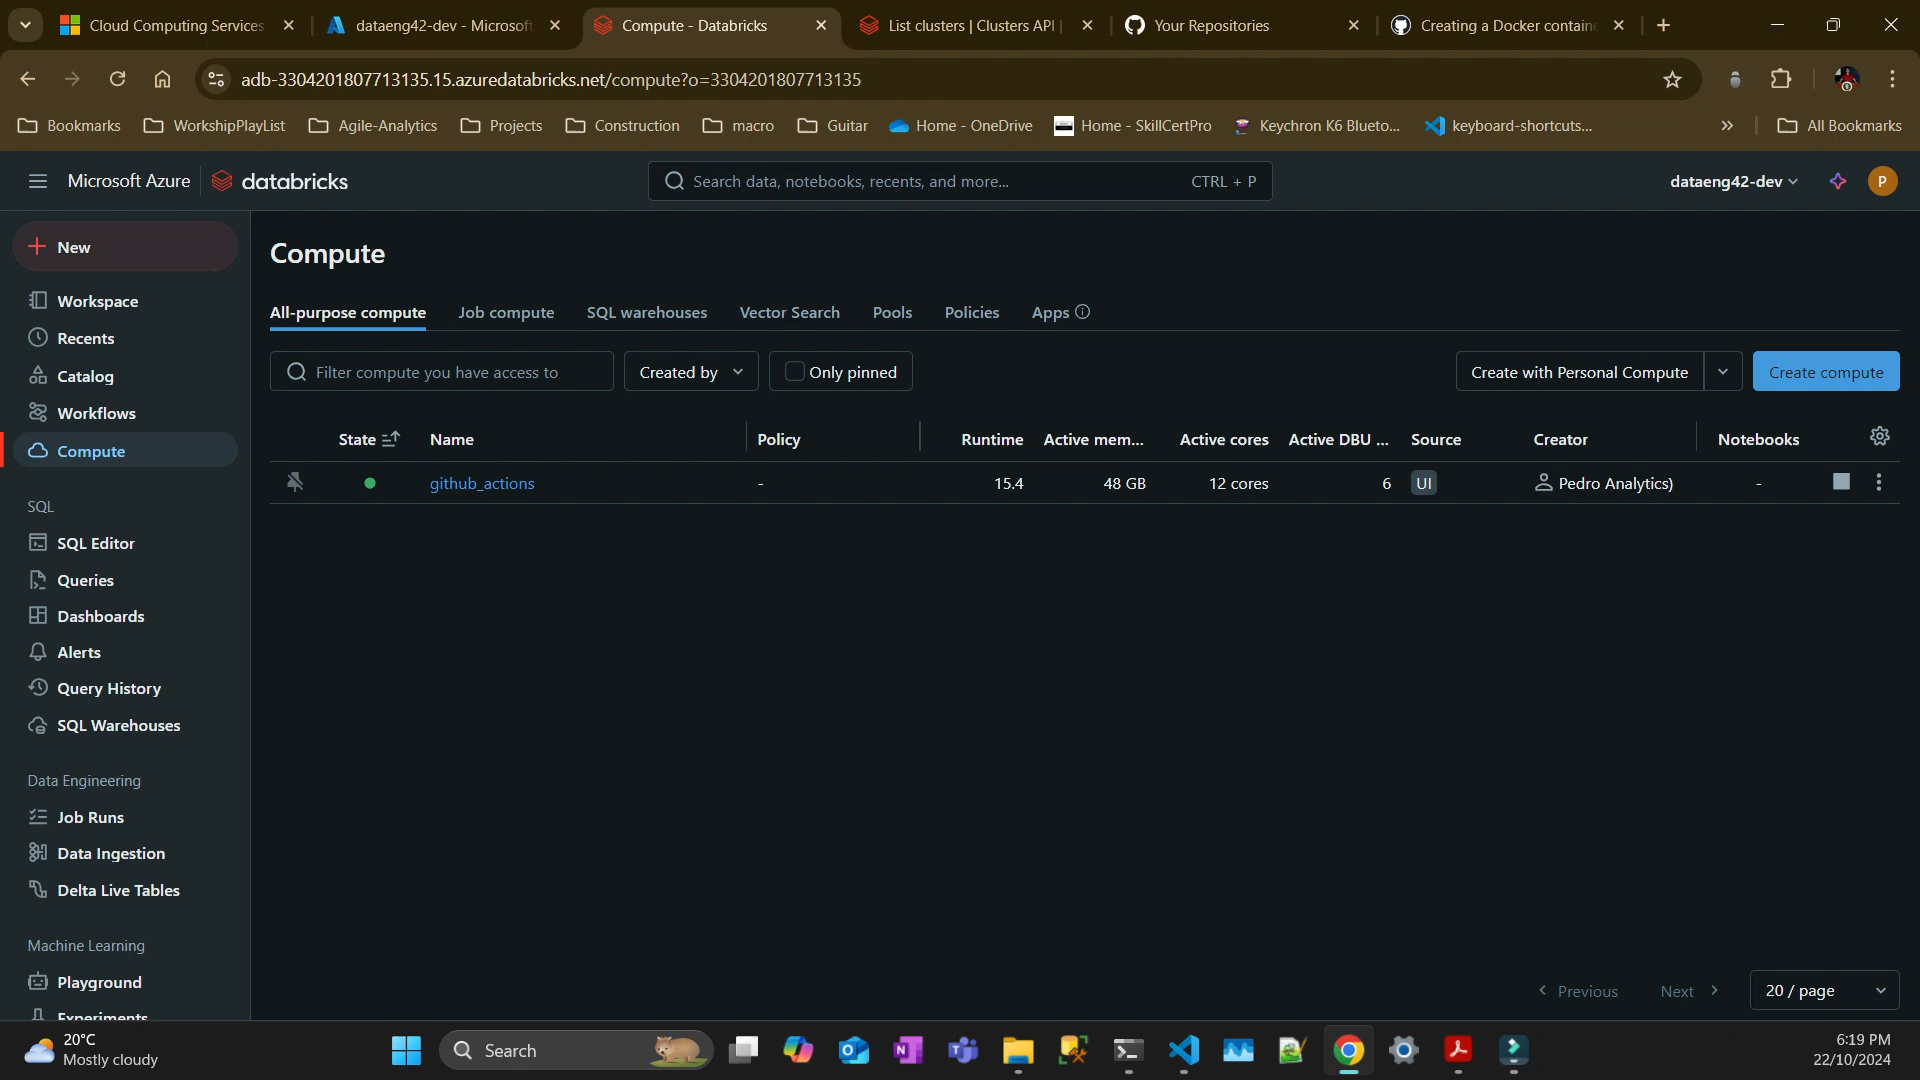 Cloud Computing Services
dataeng42-dev - Microsof
Compute - Databricks
List clusters | Clusters API |
Your Repositories
Creating a Docker contain
adb-3304201807713135.15.azuredatabricks.net/compute?o=3304201807713135
Bookmarks
WorkshipPlayList
Agile-Analytics
Projects
Construction
macro
Guitar
Home - OneDrive
Home - SkillCertPro
Keychron K6 Blueto...
keyboard-shortcuts...
All Bookmarks
Microsoft Azure
databricks
Search data, notebooks, recents, and more...
CTRL + P
dataeng42-dev
P
New
Workspace
Recents
Catalog
Workflows
Compute
SQL
SQL Editor
Queries
Dashboards
Alerts
Query History
SQL Warehouses
Data Engineering
Job Runs
Data Ingestion
Delta Live Tables
Machine Learning
Playground
Experiments
Compute
All-purpose compute
Job compute
SQL warehouses
Vector Search
Pools
Policies
Apps
Filter compute you have access to
Created by
Only pinned
Create with Personal Compute
Create compute
State Name Policy Runtime Active mem... Active cores Active DBU ... Source Creator Notebooks
github_actions - 15.4 48 GB 12 cores 6 UI Pedro Analytics) -
Previous
Next
20 / page
20°C
Mostly cloudy
Search
6:19 PM
22/10/2024